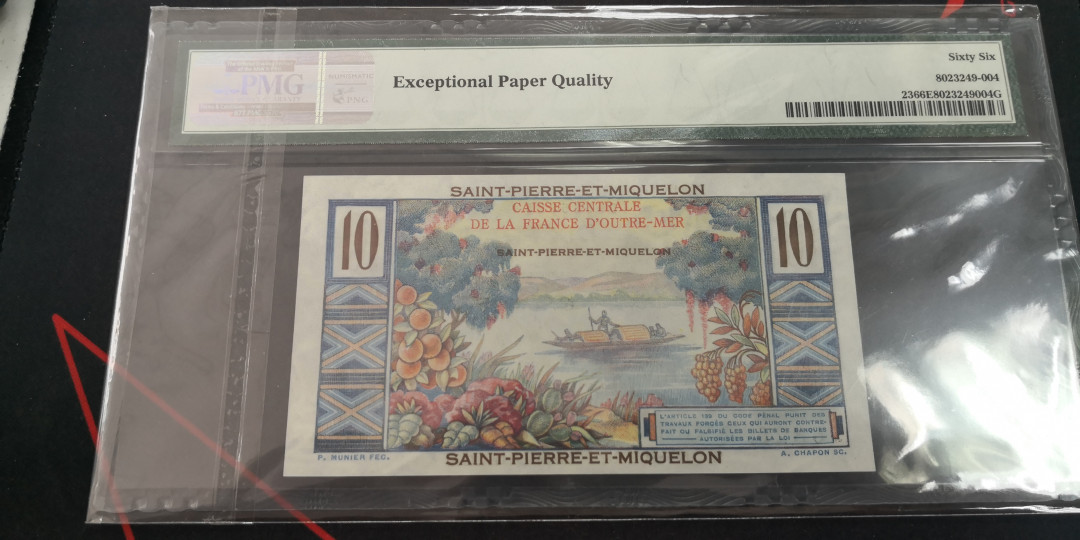 PMG
NUMISMATIC
PNG
Exceptional Paper Quality
Sixty Six
8023249-004
2366E8023249004G
SAINT-PIERRE-ET-MIQUELON
10
CAISSE CENTRALE
DE LA FRANCE D'OUTRE-MER
10
SAINT-PIERRE-ET-MIQUELON
L'ARTICLE 139 DU CODE PÉNAL PUNIT DES
TRAVAUX FORCÉS CEUX QUI AURONT CONTRE-
FAIT OU FALSIFIÉ LES BILLETS DE BANQUES
AUTORISÉES PAR LA LOI
P. MUNIER FEC.
SAINT-PIERRE-ET-MIQUELON
A. CHAPON SC.